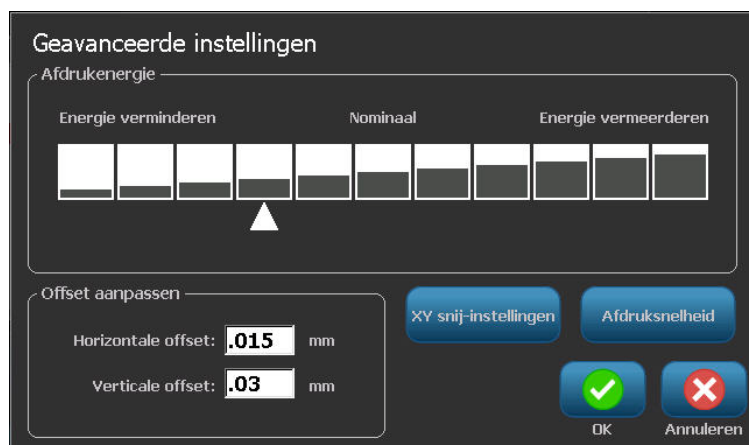 Geavanceerde instellingen
Afdrukenergie
Energie verminderen Nominaal Energie vermeerderen
Offset aanpassen
Horizontale offset: .015 mm
Verticale offset: .03 mm
XY snij-instellingen Afdruksnelheid
OK Annuleren